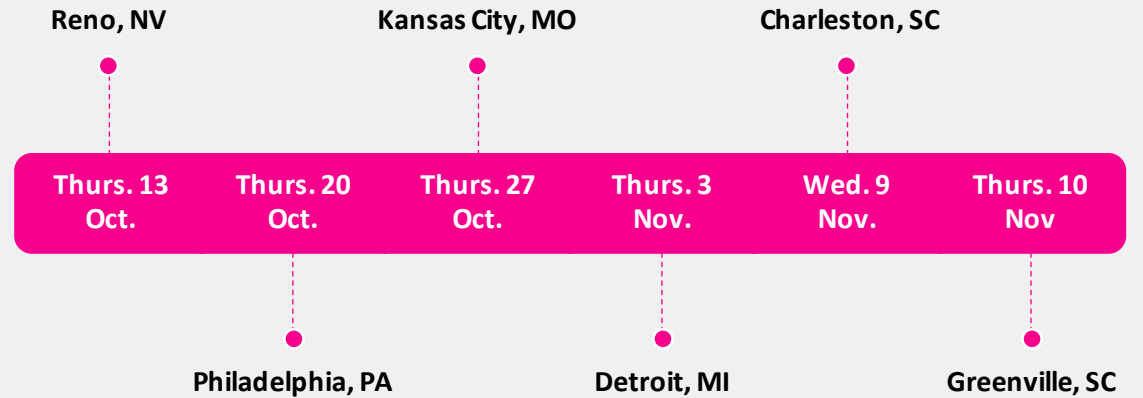 Reno, NV
Kansas City, MO
Charleston, SC
Thurs. 13
Oct.
Thurs. 20
Oct.
Thurs. 27
Oct.
Thurs. 3
Nov.
Wed. 9
Nov.
Thurs. 10
Nov
Philadelphia, PA
Detroit, MI
Greenville, SC